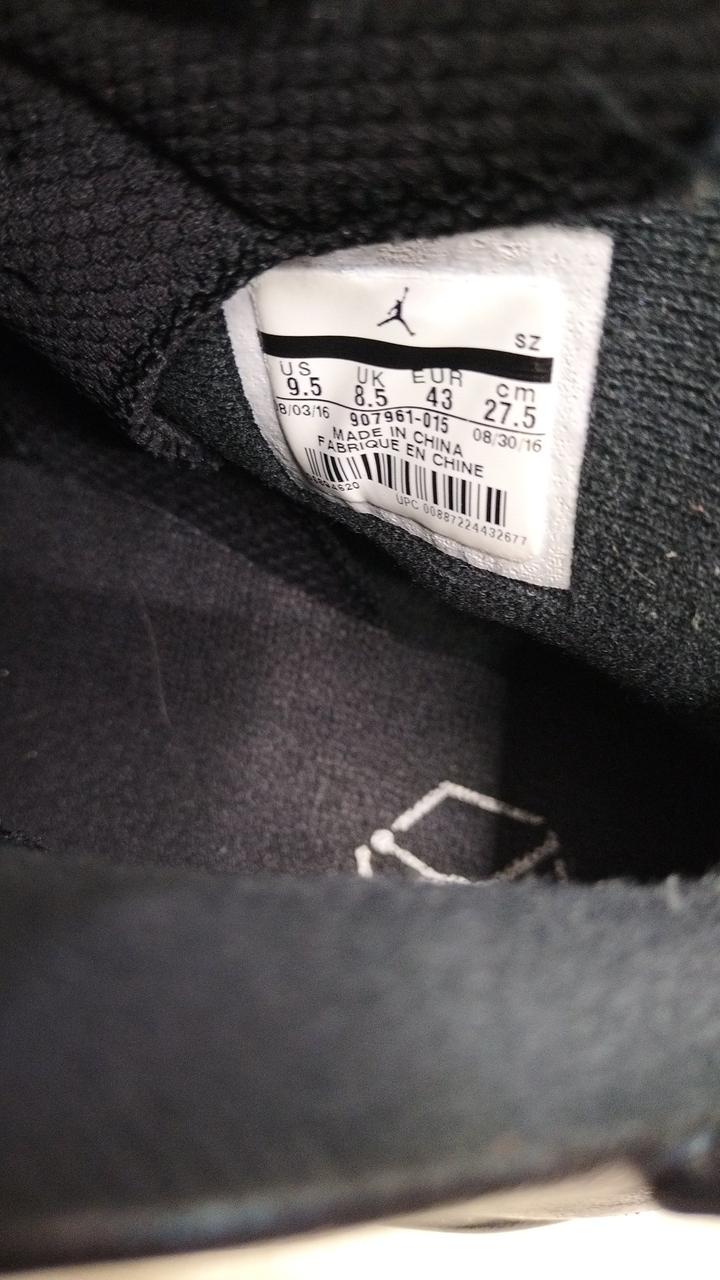 SZ
US UK EUR cm
9.5 8.5 43 27.5
8/03/16 907961-015 08/30/16
MADE IN CHINA
FABRIQUE EN CHINE
UPC 00887224432677